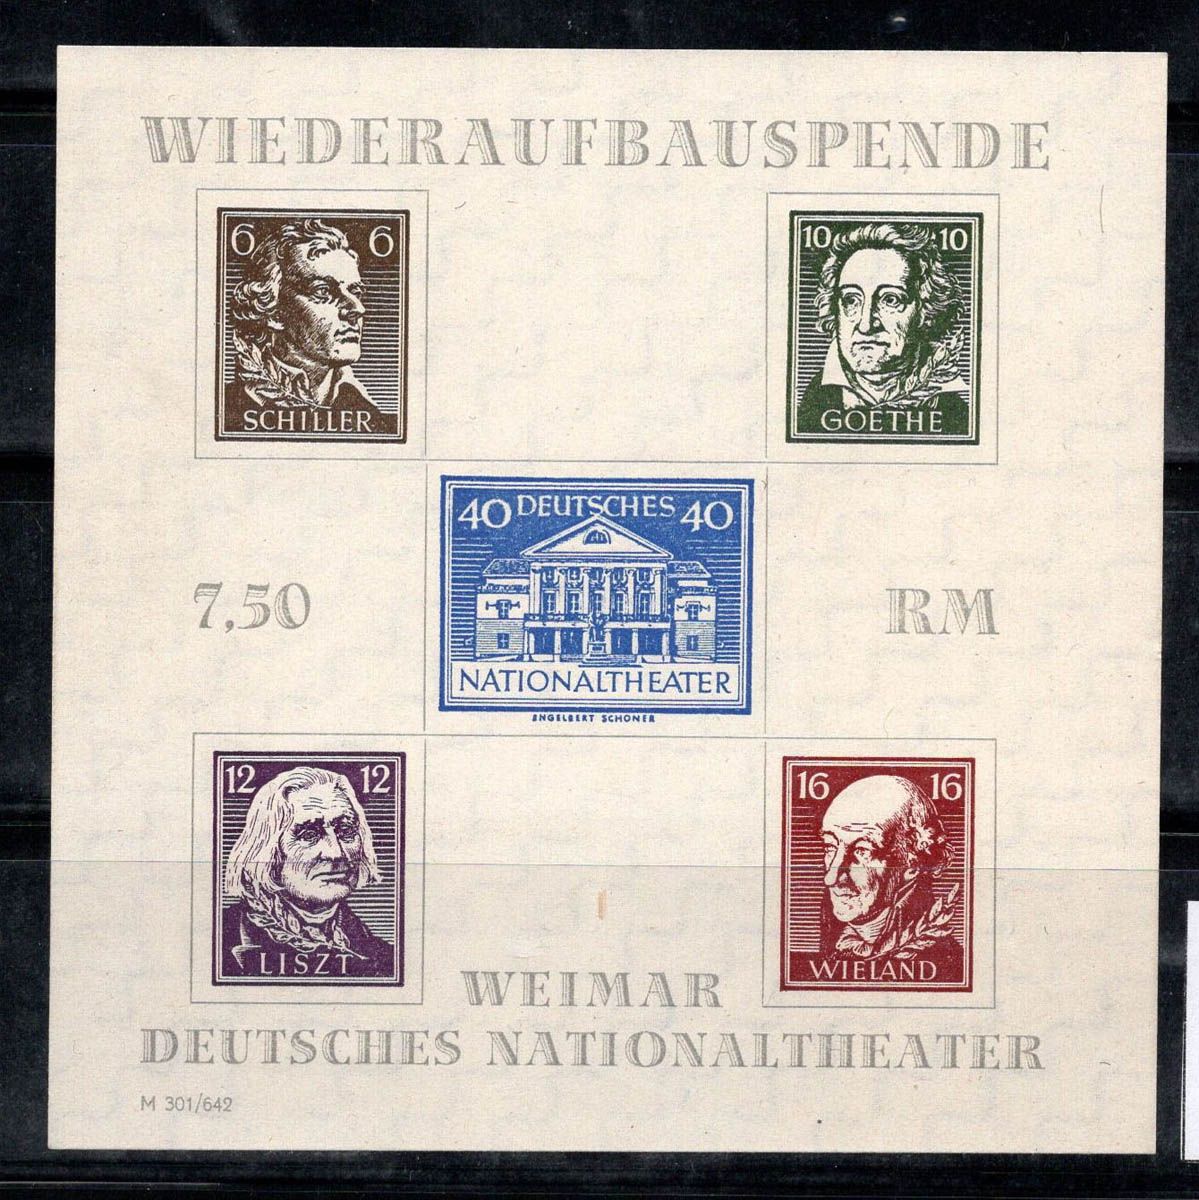 WIEDERAUFBAUSPENDE
6 6
SCHILLER
10 10
GOETHE
40 DEUTSCHES 40
NATIONALTHEATER
ENGELBERT SCHONER
7,50 RM
12 12
LISZT
16 16
WIELAND
WEIMAR
DEUTSCHES NATIONALTHEATER
M 301/642